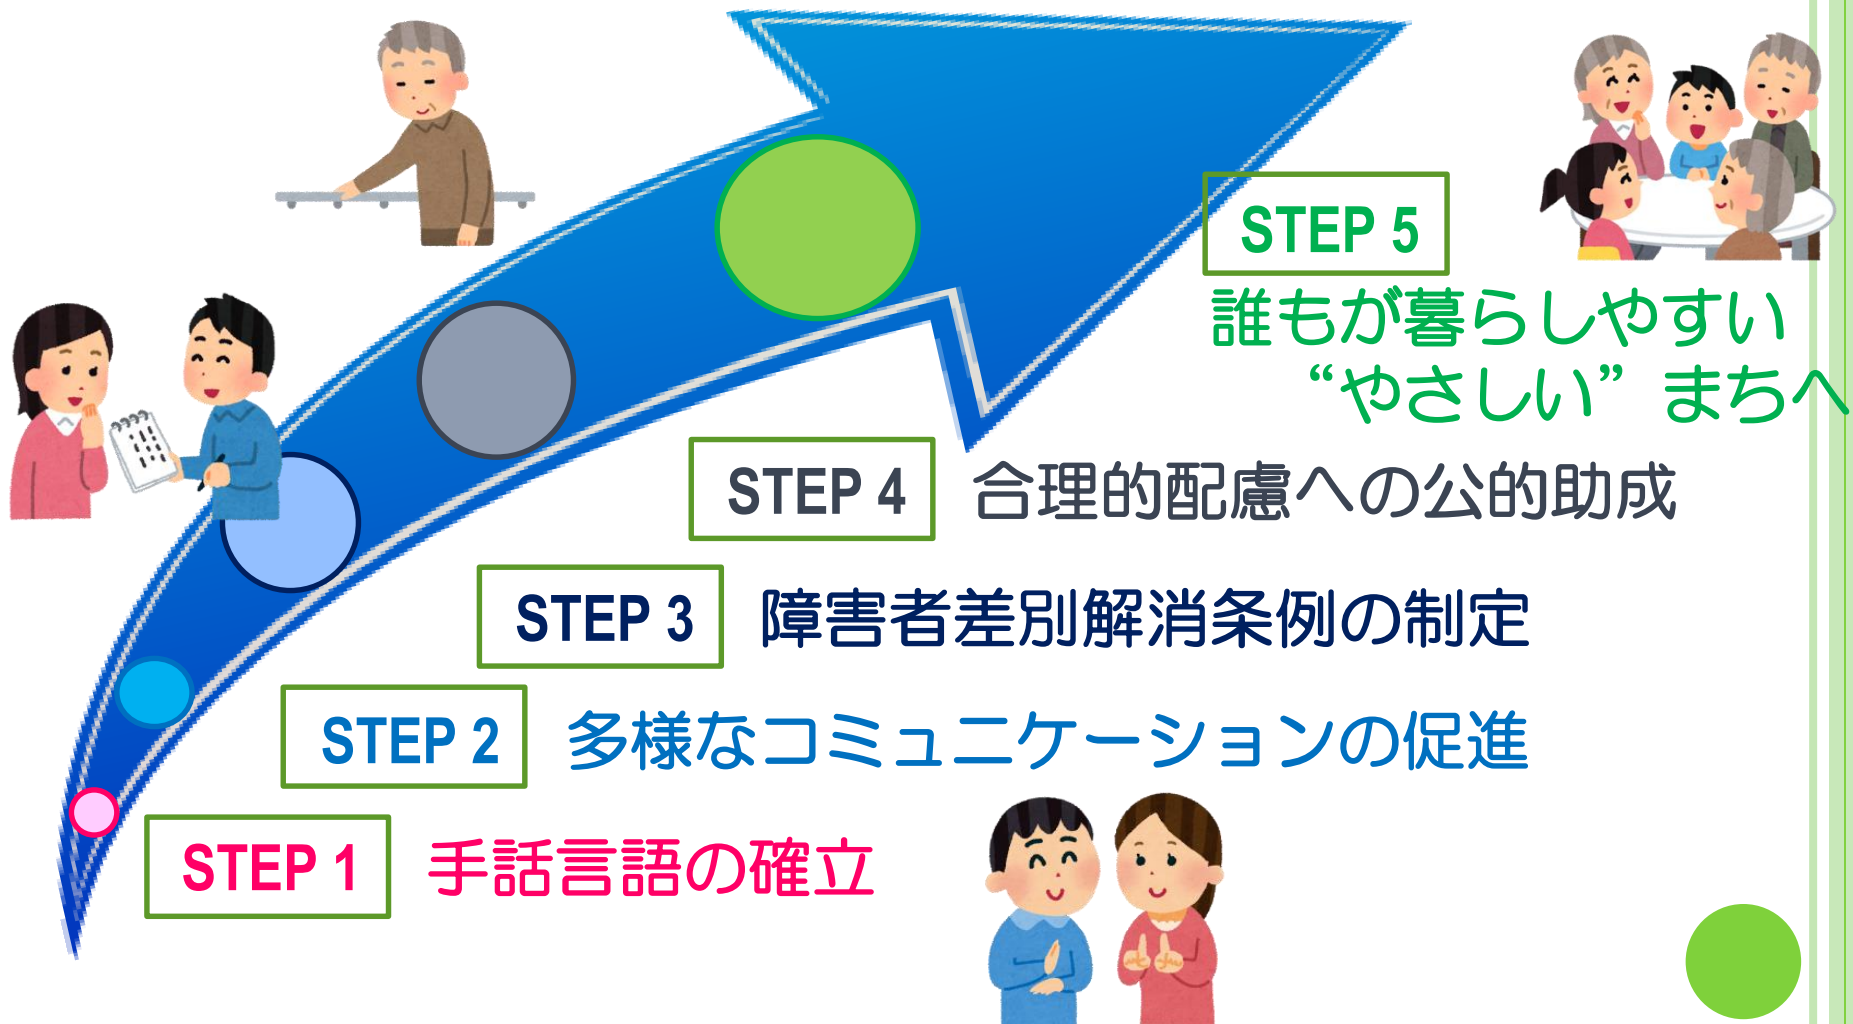 STEP 5
誰もが暮らしやすい
“やさしい”まちへ
STEP 4 合理的配慮への公的助成
STEP 3 障害者差別解消条例の制定
STEP 2 多様なコミュニケーションの促進
STEP 1 手話言語の確立